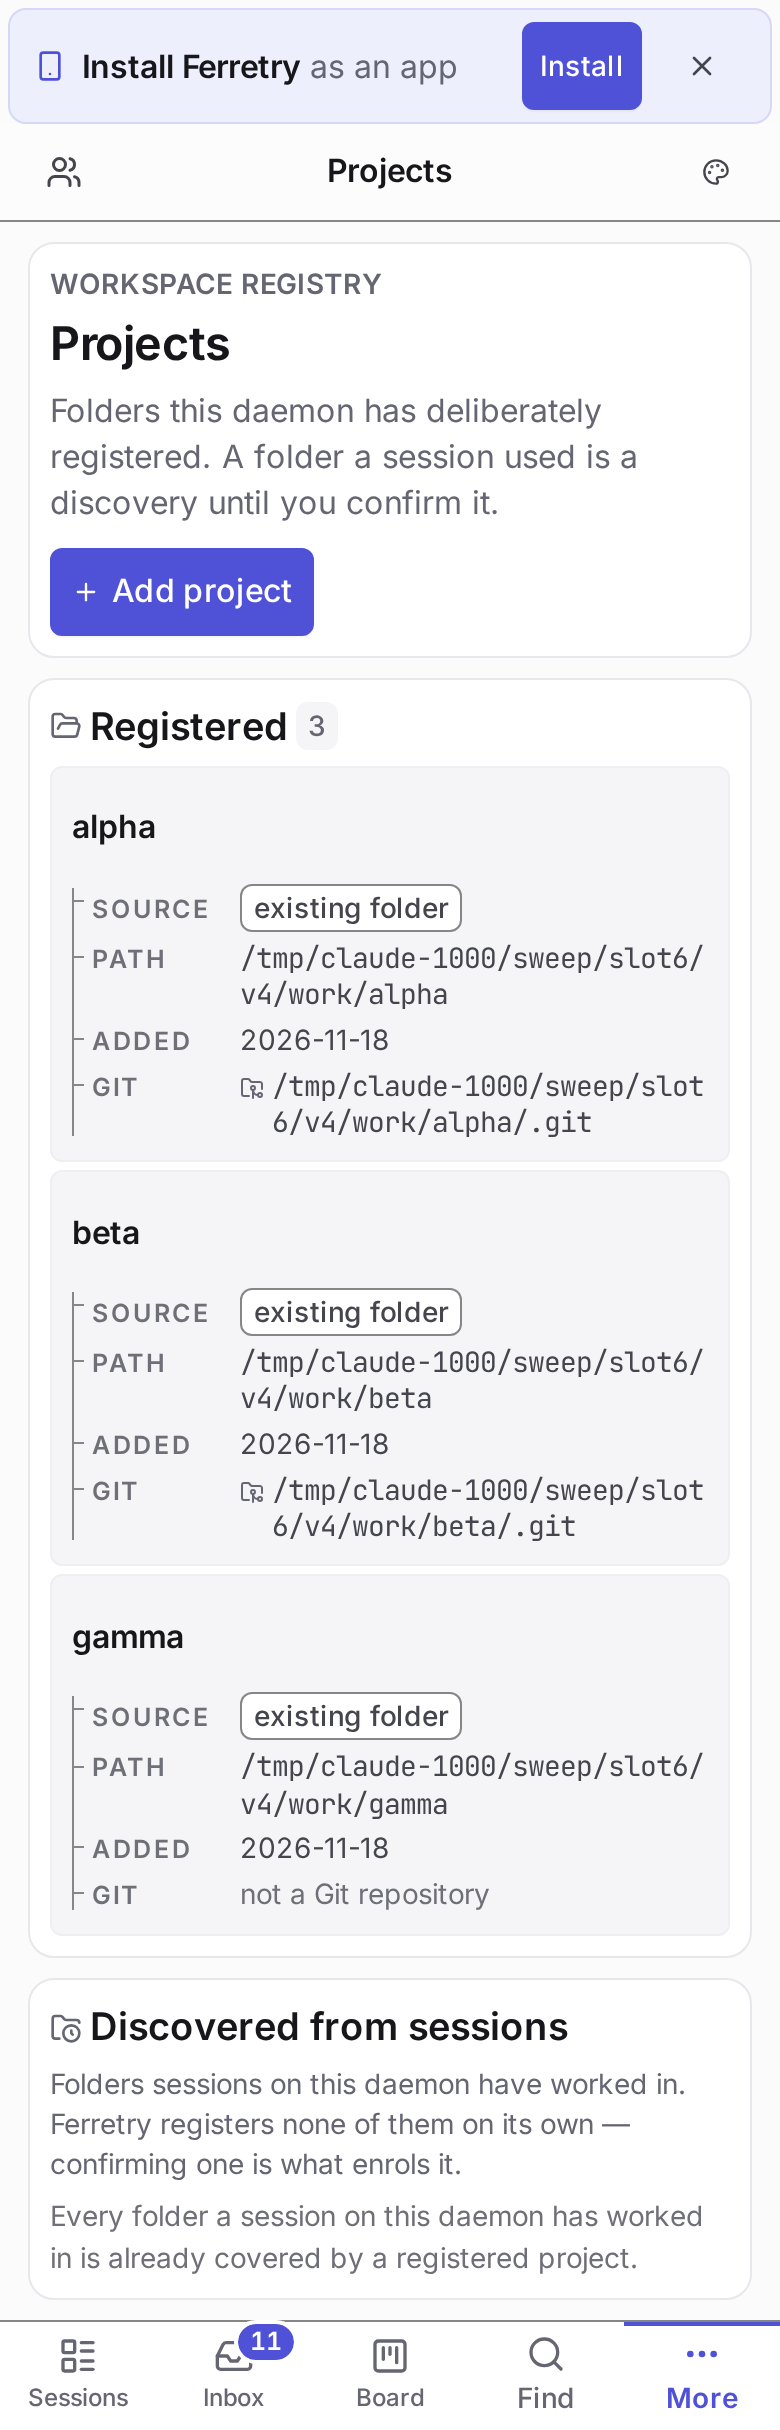 Install Ferretry as an app
Install
Projects
WORKSPACE REGISTRY
Projects
Folders this daemon has deliberately
registered. A folder a session used is a
discovery until you confirm it.
+ Add project
Registered 3
alpha
SOURCE existing folder
PATH /tmp/claude-1000/sweep/slot6/
v4/work/alpha
ADDED 2026-11-18
GIT /tmp/claude-1000/sweep/slot
6/v4/work/alpha/.git
beta
SOURCE existing folder
PATH /tmp/claude-1000/sweep/slot6/
v4/work/beta
ADDED 2026-11-18
GIT /tmp/claude-1000/sweep/slot
6/v4/work/beta/.git
gamma
SOURCE existing folder
PATH /tmp/claude-1000/sweep/slot6/
v4/work/gamma
ADDED 2026-11-18
GIT not a Git repository
Discovered from sessions
Folders sessions on this daemon have worked in.
Ferretry registers none of them on its own —
confirming one is what enrols it.
Every folder a session on this daemon has worked
in is already covered by a registered project.
11
Sessions Inbox Board Find More